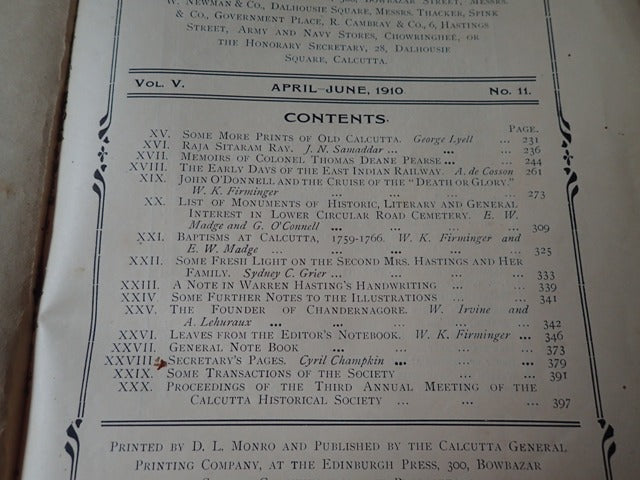 W. Newman & Co., Dalhousie Square, Messrs. Thacker, Spink
& Co., Government Place, R. Cambray & Co., 6, Hastings
Street, Army and Navy Stores, Chowringhee, or
the Honorary Secretary, 28, Dalhousie
Square, Calcutta.
Vol. V. APRIL–JUNE, 1910 No. 11.
CONTENTS.
Page.
XV. Some More Prints of Old Calcutta. George Lyell ... 231
XVI. Raja Sitaram Ray. J. N. Samaddar ... ... 236
XVII. Memoirs of Colonel Thomas Deane Pearse ... ... 244
XVIII. The Early Days of the East Indian Railway. A. de Cosson 261
XIX. John O'Donnell and the Cruise of the "Death or Glory."
W. K. Firminger ... ... ... ... 273
XX. List of Monuments of Historic, Literary and General
Interest in Lower Circular Road Cemetery. E. W.
Madge and G. O'Connell ... ... ... ... 309
XXI. Baptisms at Calcutta, 1759-1766. W. K. Firminger and
E. W. Madge ... ... ... ... ... 325
XXII. Some Fresh Light on the Second Mrs. Hastings and Her
Family. Sydney C. Grier ... ... ... ... 333
XXIII. A Note in Warren Hasting's Handwriting ... ... 339
XXIV. Some Further Notes to the Illustrations ... ... 341
XXV. The Founder of Chandernagore. W. Irvine and
A. Lehuraux ... ... ... ... ... 342
XXVI. Leaves from the Editor's Notebook. W. K. Firminger ... 346
XXVII. General Note Book ... ... ... ... 373
XXVIII. Secretary's Pages. Cyril Champkin ... ... ... 379
XXIX. Some Transactions of the Society ... ... 391
XXX. Proceedings of the Third Annual Meeting of the
Calcutta Historical Society ... ... ... 397
Printed by D. L. Monro and Published by the Calcutta General
Printing Company, at the Edinburgh Press, 300, Bowbazar